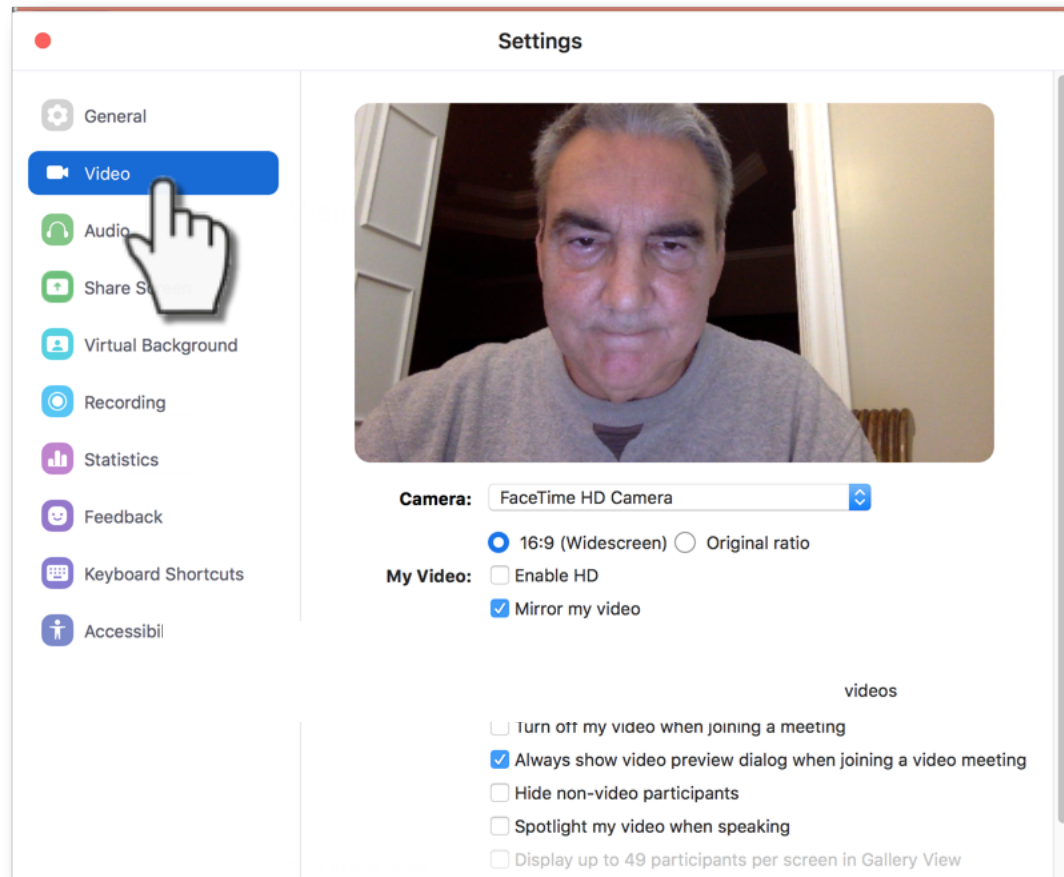 Settings
General
Video
Audio
Share
Virtual Background
Recording
Statistics
Feedback
Keyboard Shortcuts
Accessibil
Camera: FaceTime HD Camera
16:9 (Widescreen) Original ratio
My Video: Enable HD
Mirror my video
videos
Turn off my video when joining a meeting
Always show video preview dialog when joining a video meeting
Hide non-video participants
Spotlight my video when speaking
Display up to 49 participants per screen in Gallery View